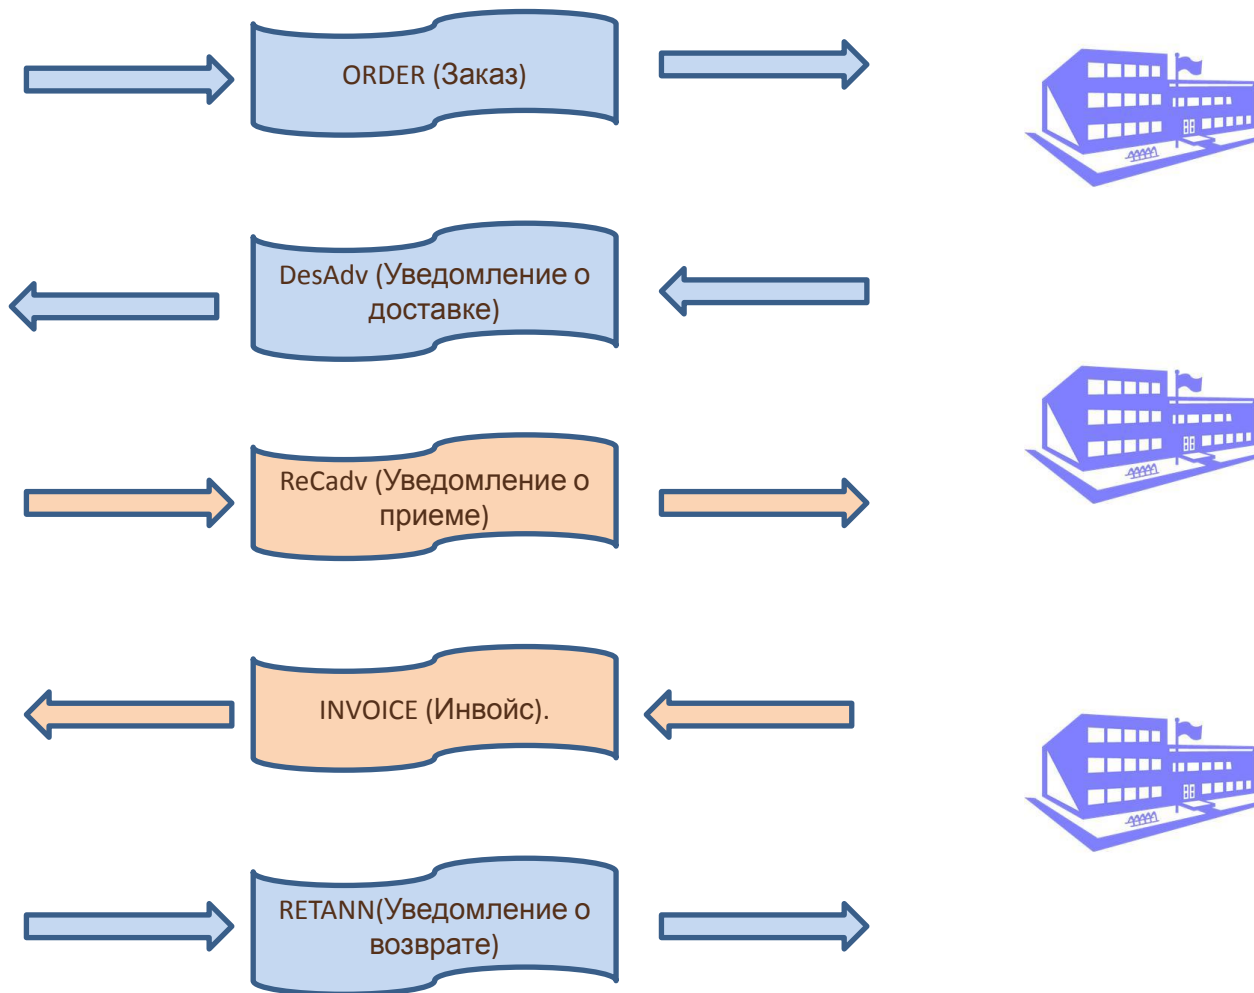 ORDER (Заказ)
DesAdv (Уведомление о
доставке)
ReCadv (Уведомление о
приеме)
INVOICE (Инвойс).
RETANN(Уведомление о
возврате)